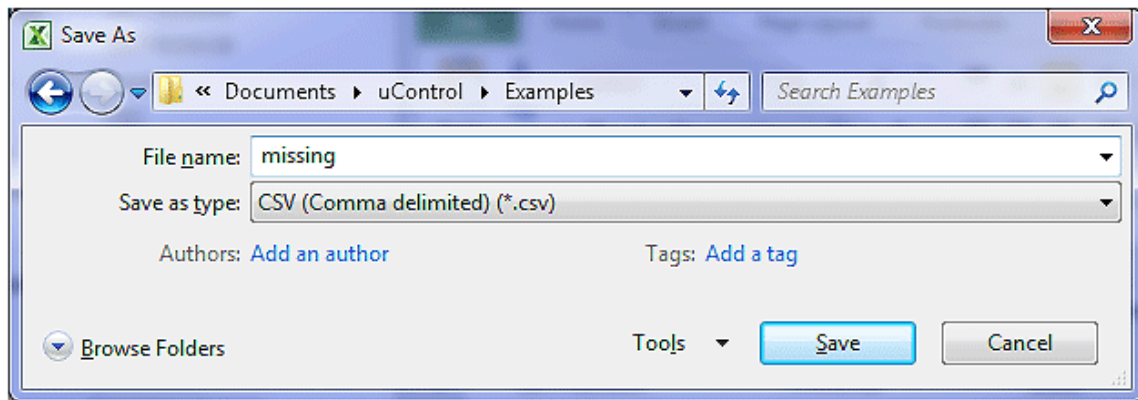 Save As
« Documents ▸ uControl ▸ Examples Search Examples
File name: missing
Save as type: CSV (Comma delimited) (*.csv)
Authors: Add an author Tags: Add a tag
Browse Folders Tools Save Cancel